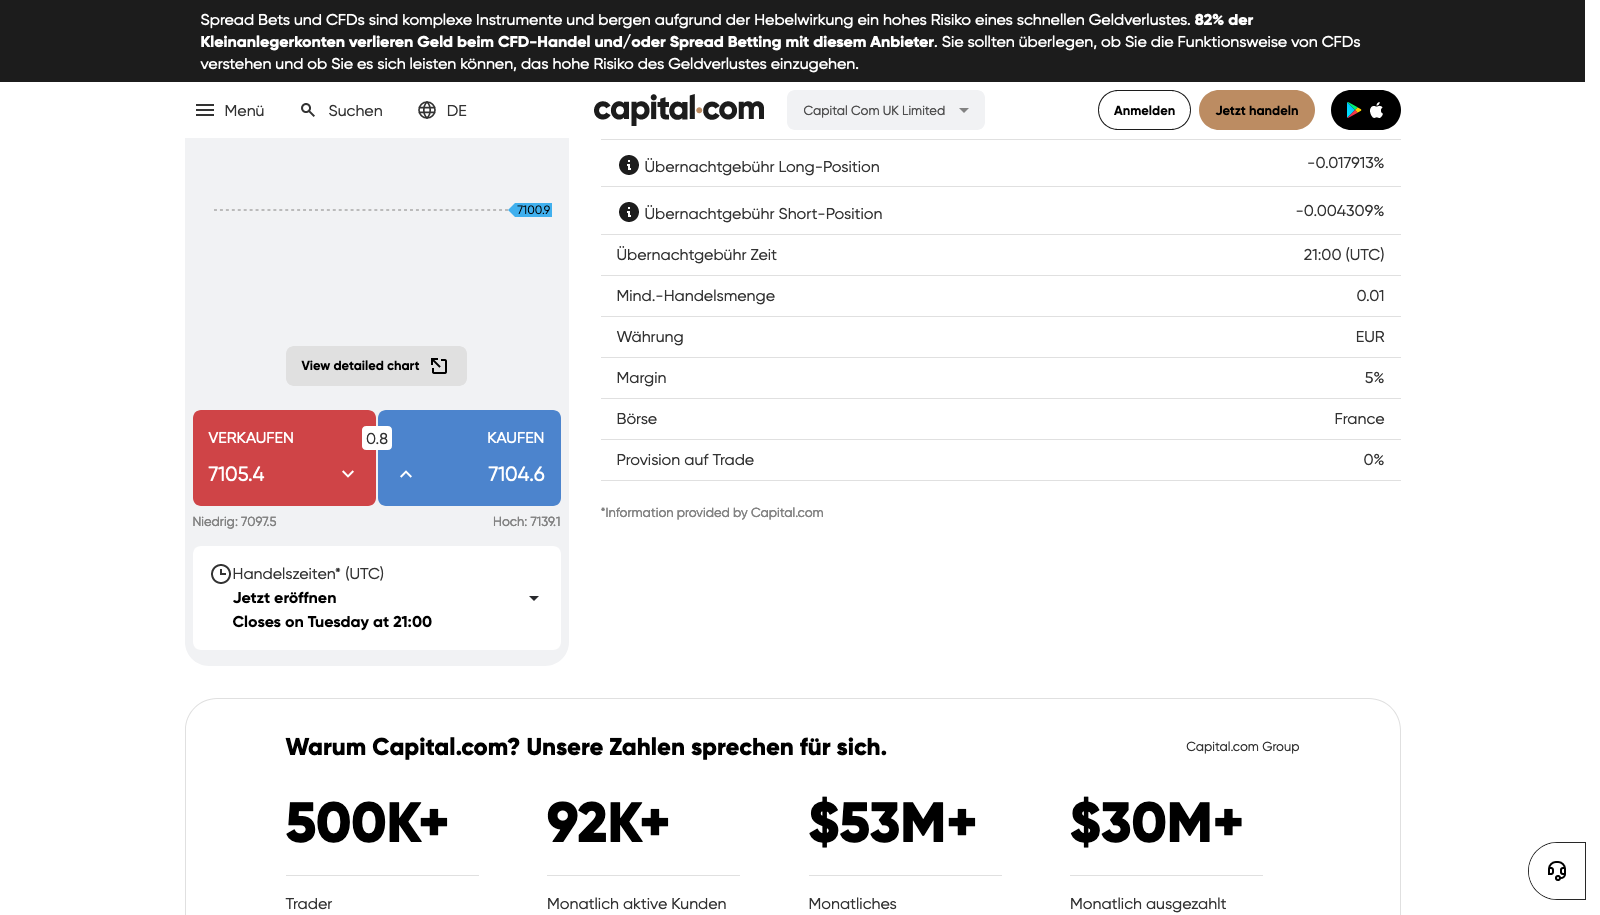 Spread Bets und CFDs sind komplexe Instrumente und bergen aufgrund der Hebelwirkung ein hohes Risiko eines schnellen Geldverlustes. 82% der
Kleinanlegerkonten verlieren Geld beim CFD-Handel und/oder Spread Betting mit diesem Anbieter. Sie sollten überlegen, ob Sie die Funktionsweise von CFDs
verstehen und ob Sie es sich leisten können, das hohe Risiko des Geldverlustes einzugehen.
Menü Suchen DE capital.com Capital Com UK Limited Anmelden Jetzt handeln
7100.9
View detailed chart
VERKAUFEN 0.8 KAUFEN
7105.4 7104.6
Niedrig: 7097.5 Hoch: 7139.1
Handelszeiten* (UTC)
Jetzt eröffnen
Closes on Tuesday at 21:00
Übernachtgebühr Long-Position -0.017913%
Übernachtgebühr Short-Position -0.004309%
Übernachtgebühr Zeit 21:00 (UTC)
Mind.-Handelsmenge 0.01
Währung EUR
Margin 5%
Börse France
Provision auf Trade 0%
*Information provided by Capital.com
Warum Capital.com? Unsere Zahlen sprechen für sich. Capital.com Group
500K+ 92K+ $53M+ $30M+
Trader Monatlich aktive Kunden Monatliches Monatlich ausgezahlt